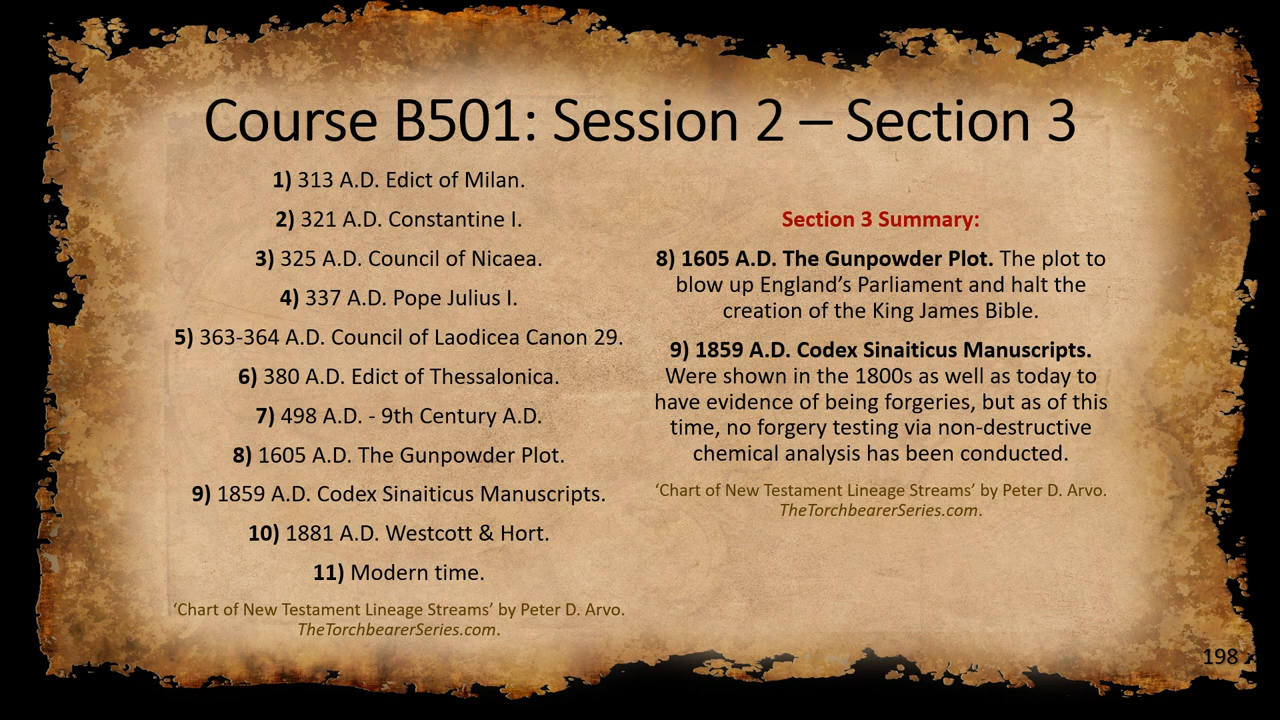 Course B501: Session 2 – Section 3
1) 313 A.D. Edict of Milan.
2) 321 A.D. Constantine I.
3) 325 A.D. Council of Nicaea.
4) 337 A.D. Pope Julius I.
5) 363-364 A.D. Council of Laodicea Canon 29.
6) 380 A.D. Edict of Thessalonica.
7) 498 A.D. - 9th Century A.D.
8) 1605 A.D. The Gunpowder Plot.
9) 1859 A.D. Codex Sinaiticus Manuscripts.
10) 1881 A.D. Westcott & Hort.
11) Modern time.
‘Chart of New Testament Lineage Streams’ by Peter D. Arvo.
TheTorchbearerSeries.com.
Section 3 Summary:
8) 1605 A.D. The Gunpowder Plot. The plot to
blow up England’s Parliament and halt the
creation of the King James Bible.
9) 1859 A.D. Codex Sinaiticus Manuscripts.
Were shown in the 1800s as well as today to
have evidence of being forgeries, but as of this
time, no forgery testing via non-destructive
chemical analysis has been conducted.
‘Chart of New Testament Lineage Streams’ by Peter D. Arvo.
TheTorchbearerSeries.com.
198